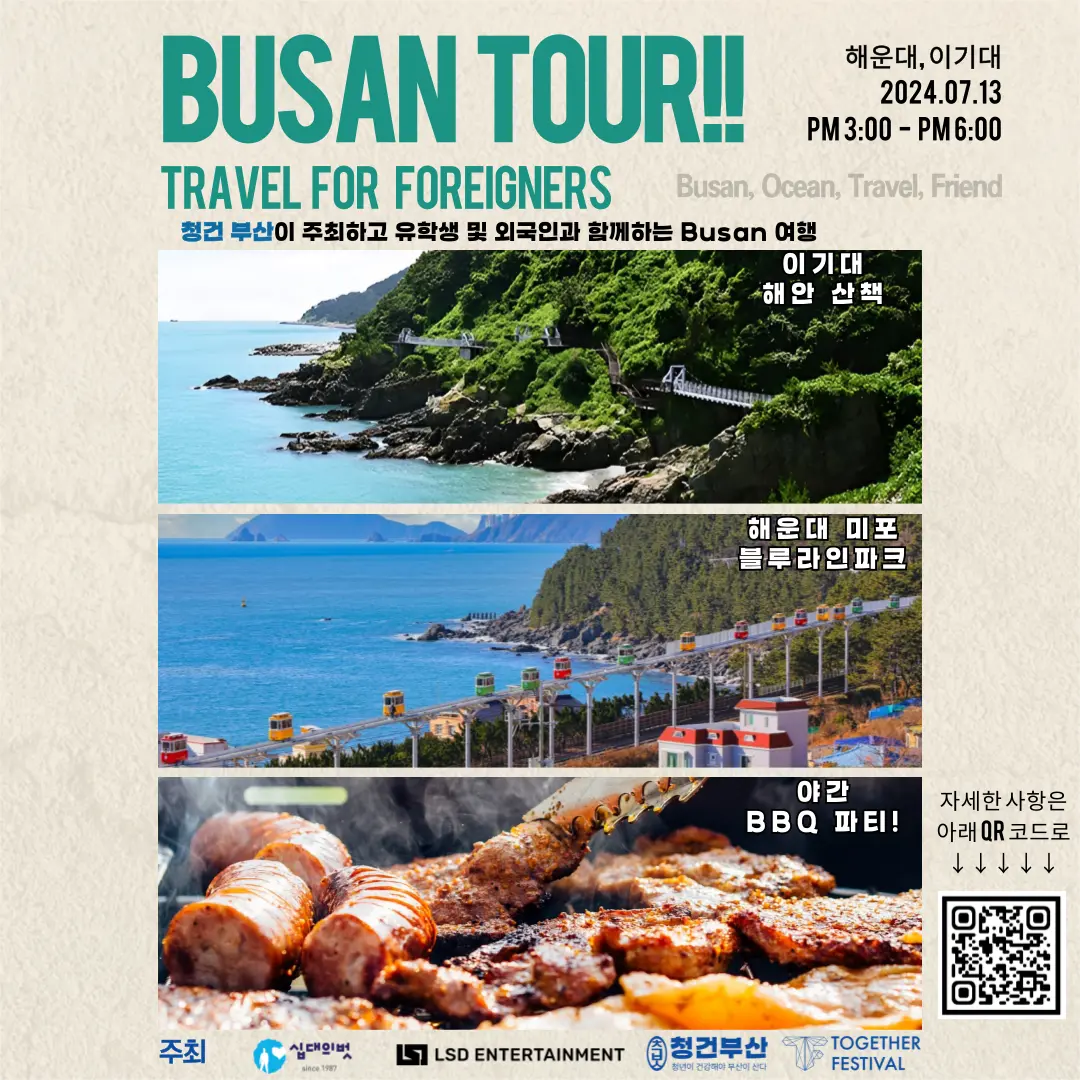 BUSAN TOUR!!
해운대, 이기대
2024.07.13
PM 3:00 - PM 6:00
TRAVEL FOR FOREIGNERS
Busan, Ocean, Travel, Friend
청건 부산이 주최하고 유학생 및 외국인과 함께하는 Busan 여행
이기대
해안 산책
해운대 미포
블루라인파크
야간
BBQ 파티!
자세한 사항은
아래 QR 코드로
↓↓↓↓↓
주최
십대의벗
since 1987
LSD ENTERTAINMENT
청건부산
청년이 건강해야 부산이 산다
TOGETHER
FESTIVAL